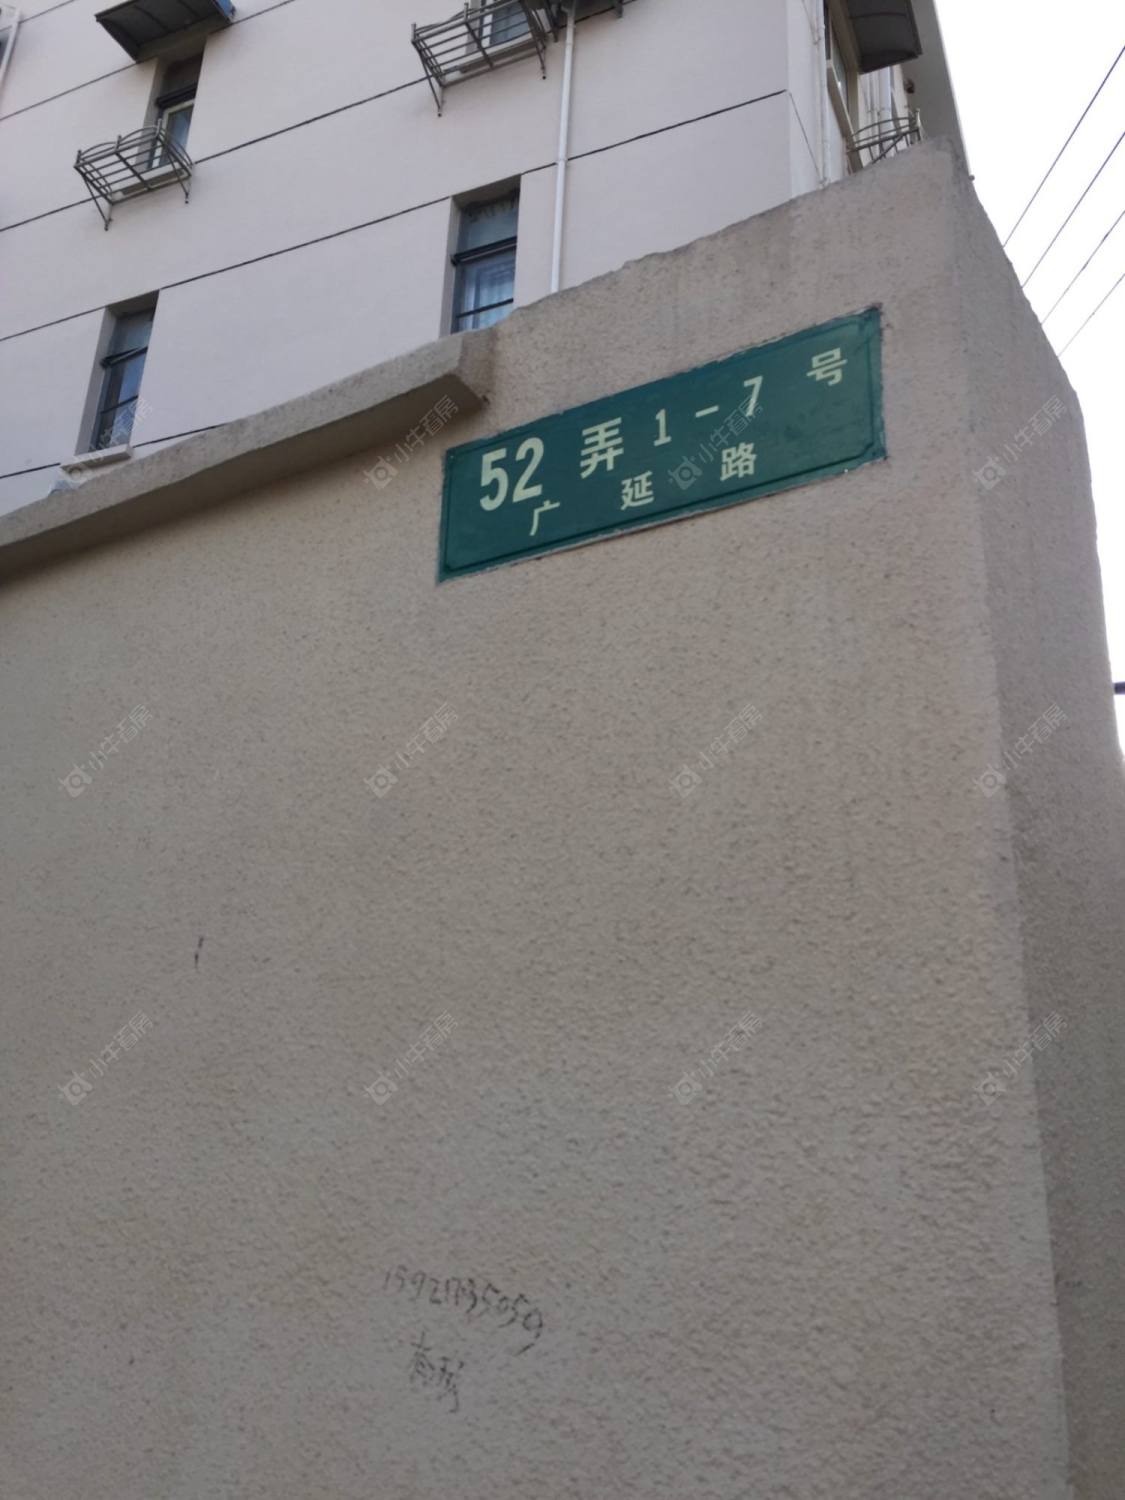 52 弄 1-7 号
广延路
小牛看房